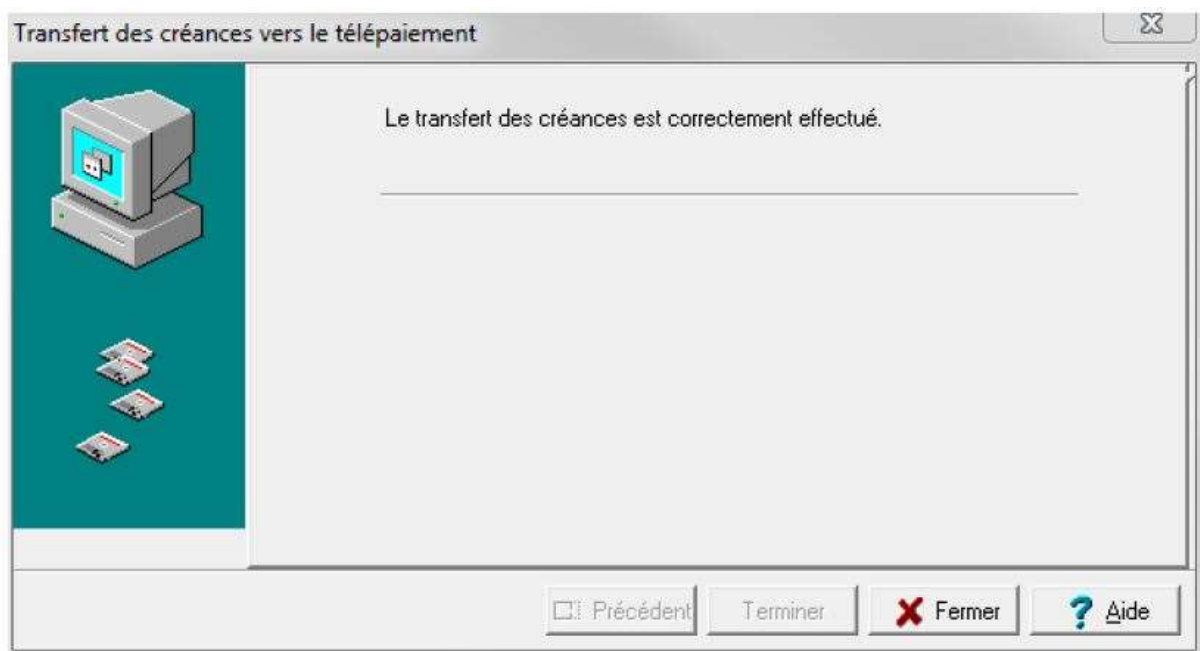 Transfert des créances vers le télépaiement
Le transfert des créances est correctement effectué.
Précédent
Terminer
Fermer
Aide